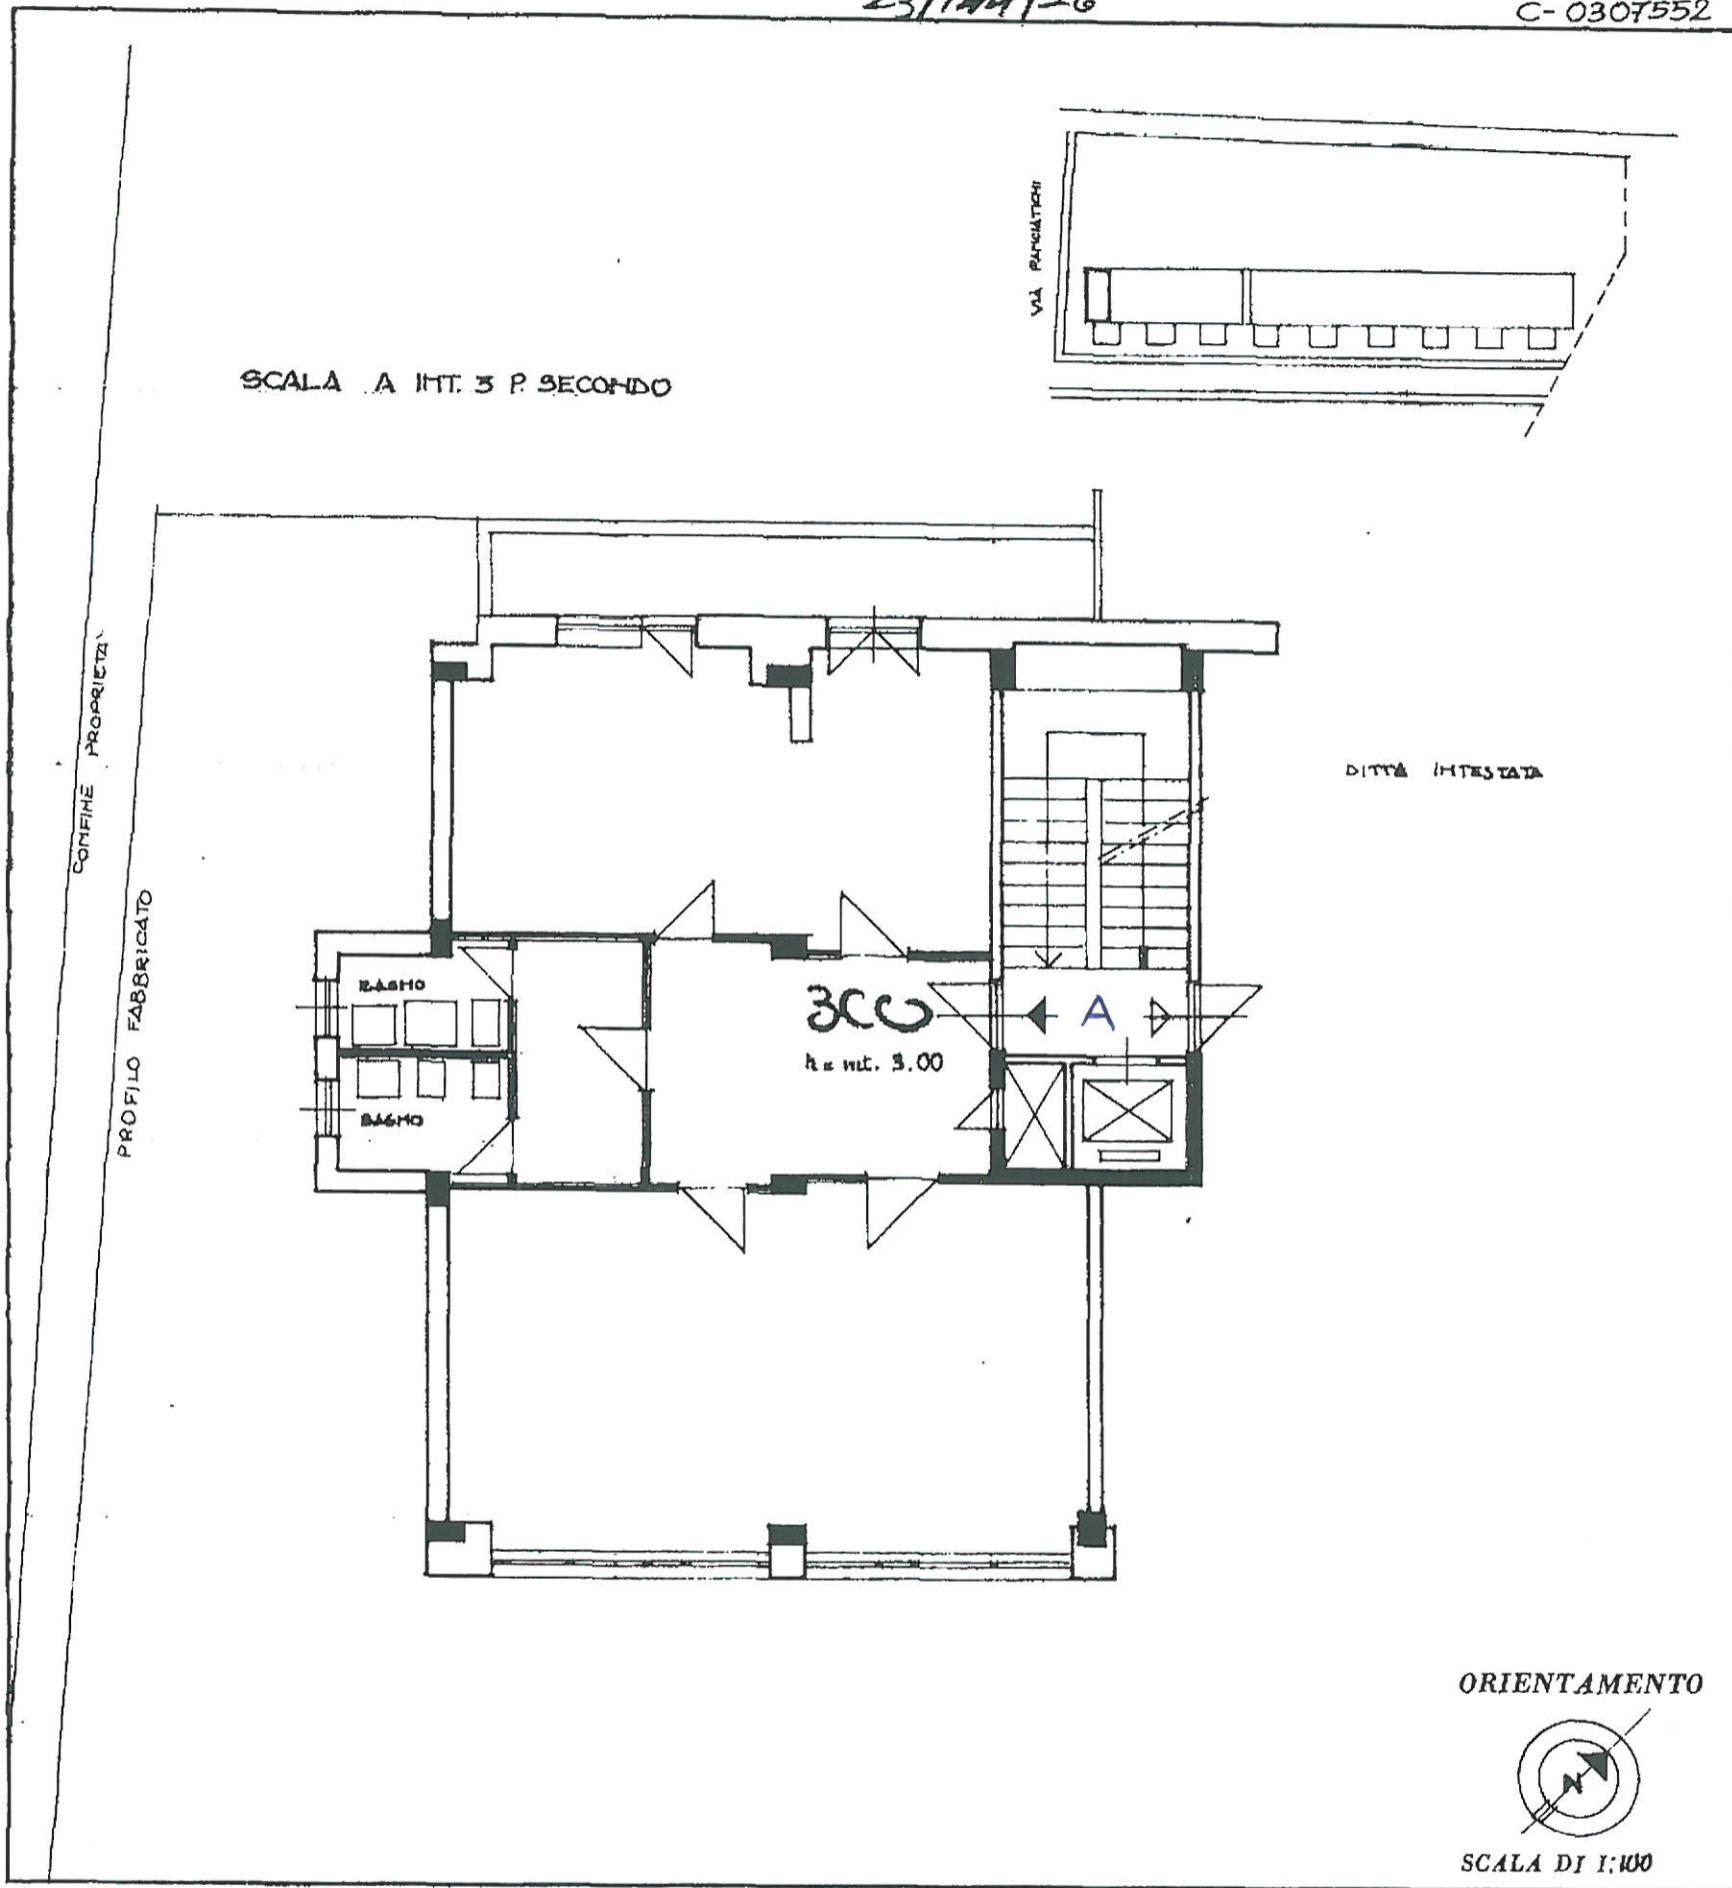 C-0307552
VIA PANCIATICHI
SCALA A INT. 3 P. SECONDO
CONFINE PROPRIETA'
PROFILO FABBRICATO
DITTA INTESTATA
BAGNO
A
h = mt. 3.00
BAGNO
ORIENTAMENTO
N
SCALA DI 1:100